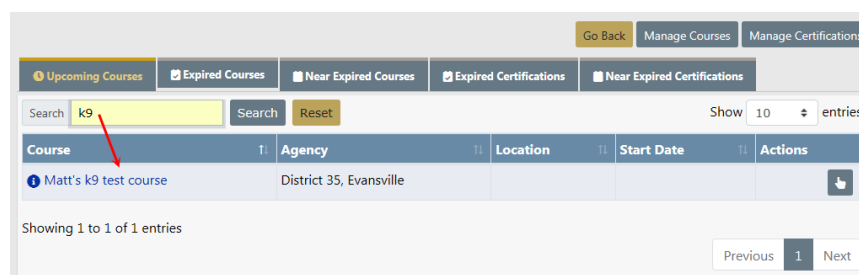 Go Back Manage Courses Manage Certifications
Upcoming Courses Expired Courses Near Expired Courses Expired Certifications Near Expired Certifications
Search k9 Search Reset Show 10 entries
Course Agency Location Start Date Actions
Matt's k9 test course District 35, Evansville
Showing 1 to 1 of 1 entries
Previous 1 Next